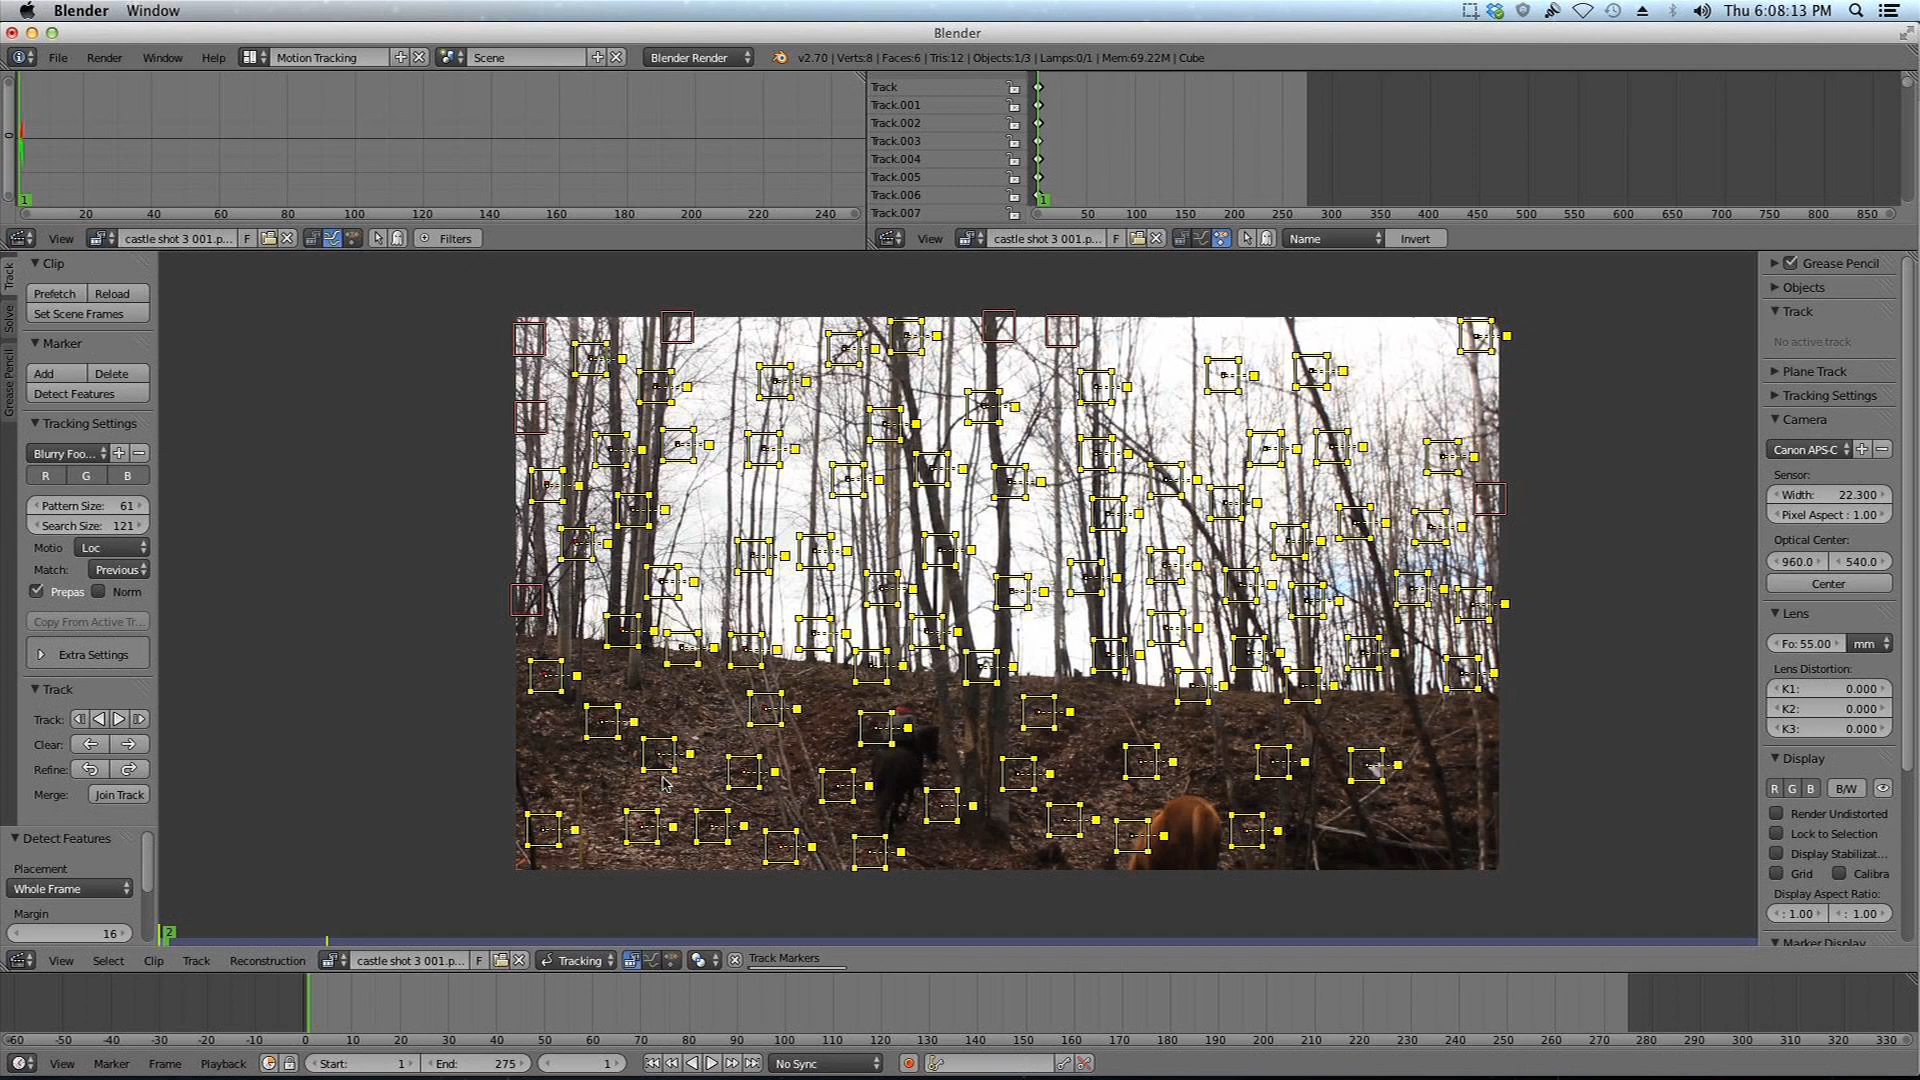 Blender Window Thu 6:08:13 PM
Blender
File Render Window Help Motion Tracking Scene Blender Render v2.70 | Verts:8 | Faces:6 | Tris:12 | Objects:1/3 | Lamps:0/1 | Mem:69.22M | Cube
Track
Track.001
Track.002
Track.003
Track.004
Track.005
Track.006
Track.007
0
1
1
20 40 60 80 100 120 140 160 180 200 220 240
50 100 150 200 250 300 350 400 450 500 550 600 650 700 750 800 850
View castle shot 3 001.p... F Filters
View castle shot 3 001.p... F Name Invert
Track
Solve
Grease Pencil
Clip
Prefetch Reload
Set Scene Frames
Marker
Add Delete
Detect Features
Tracking Settings
Blurry Foo...
R G B
Pattern Size: 61
Search Size: 121
Motio Loc
Match: Previous
Prepas Norm
Copy From Active Tr...
Extra Settings
Track
Track:
Clear:
Refine:
Merge: Join Track
Detect Features
Placement
Whole Frame
Margin
16
Grease Pencil
Objects
Track
No active track
Plane Track
Tracking Settings
Camera
Canon APS-C
Sensor:
Width: 22.300
Pixel Aspect : 1.00
Optical Center:
960.0 540.0
Center
Lens
Fo: 55.00 mm
Lens Distortion:
K1: 0.000
K2: 0.000
K3: 0.000
Display
R G B B/W
Render Undistorted
Lock to Selection
Display Stabilizat...
Grid Calibra
Display Aspect Ratio:
: 1.00 : 1.00
Marker Display
2
View Select Clip Track Reconstruction castle shot 3 001.p... F Tracking Track Markers
-60 -50 -40 -30 -20 -10 0 10 20 30 40 50 60 70 80 90 100 110 120 130 140 150 160 170 180 190 200 210 220 230 240 250 260 270 280 290 300 310 320 330
View Marker Frame Playback Start: 1 End: 275 1 No Sync